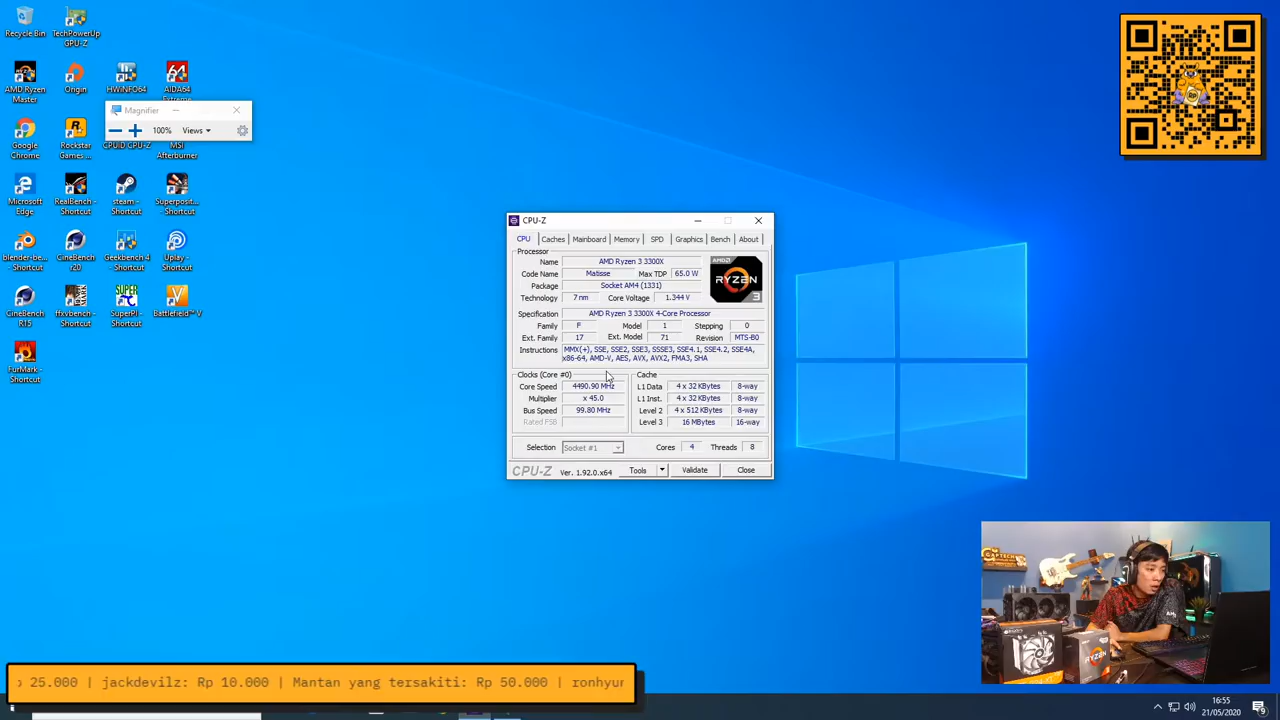 Recycle Bin
TechPowerUp GPU-Z
AMD Ryzen Master
Origin
HWiNFO64
AIDA64 Extreme
Magnifier
100%
Views
Google Chrome
Rockstar Games ...
CPUID CPU-Z
MSI Afterburner
Microsoft Edge
RealBench - Shortcut
steam - Shortcut
Superposit... - Shortcut
blender-be... - Shortcut
CineBench r20
Geekbench 4 - Shortcut
Uplay - Shortcut
CineBench R15
ffxvbench - Shortcut
SuperPI - Shortcut
Battlefield™ V
FurMark - Shortcut
CPU-Z
CPU Caches Mainboard Memory SPD Graphics Bench About
Processor
Name AMD Ryzen 3 3300X
Code Name Matisse Max TDP 65.0 W
Package Socket AM4 (1331)
Technology 7 nm Core Voltage 1.344 V
AMD RYZEN 3
Specification AMD Ryzen 3 3300X 4-Core Processor
Family F Model 1 Stepping 0
Ext. Family 17 Ext. Model 71 Revision MTS-B0
Instructions MMX(+), SSE, SSE2, SSE3, SSSE3, SSE4.1, SSE4.2, SSE4A,
x86-64, AMD-V, AES, AVX, AVX2, FMA3, SHA
Clocks (Core #0)
Core Speed 4490.90 MHz
Multiplier x 45.0
Bus Speed 99.80 MHz
Rated FSB
Cache
L1 Data 4 x 32 KBytes 8-way
L1 Inst. 4 x 32 KBytes 8-way
Level 2 4 x 512 KBytes 8-way
Level 3 16 MBytes 16-way
Selection Socket #1 Cores 4 Threads 8
CPU-Z Ver. 1.92.0.x64 Tools Validate Close
RYZEN
25.000 | jackdevilz: Rp 10.000 | Mantan yang tersakiti: Rp 50.000 |
16:55
21/05/2020